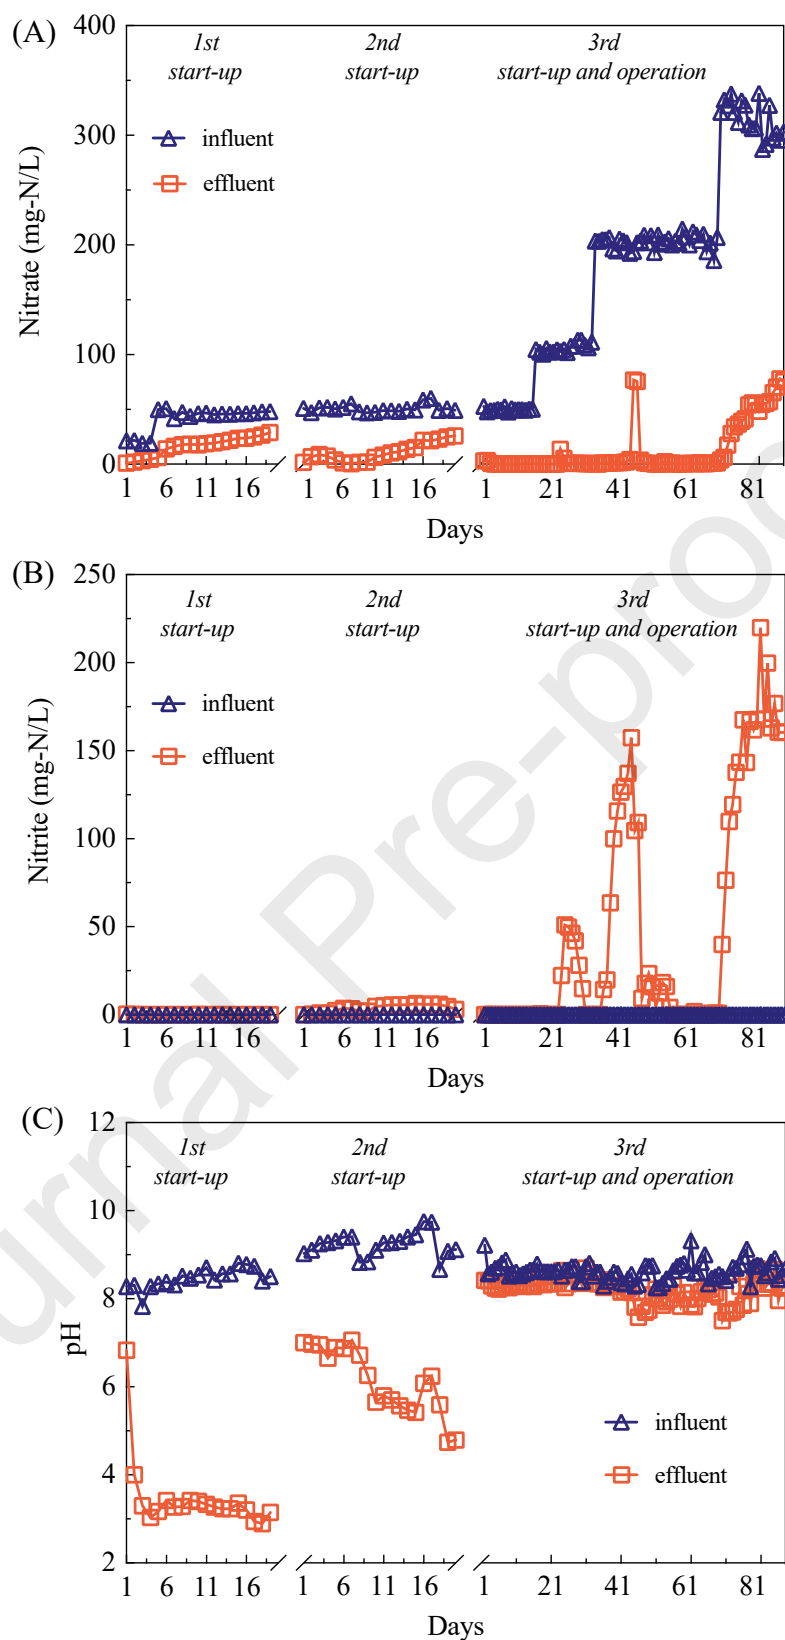 (A)
400
300
200
100
0
Nitrate (mg-N/L)
1st
start-up
2nd
start-up
3rd
start-up and operation
influent
effluent
1 6 11 16 1 6 11 16 1 21 41 61 81
Days
(B)
250
200
150
100
50
0
Nitrite (mg-N/L)
1st
start-up
2nd
start-up
3rd
start-up and operation
influent
effluent
1 6 11 16 1 6 11 16 1 21 41 61 81
Days
(C)
12
10
8
6
4
2
pH
1st
start-up
2nd
start-up
3rd
start-up and operation
influent
effluent
1 6 11 16 1 6 11 16 1 21 41 61 81
Days
urnal Pre-proo